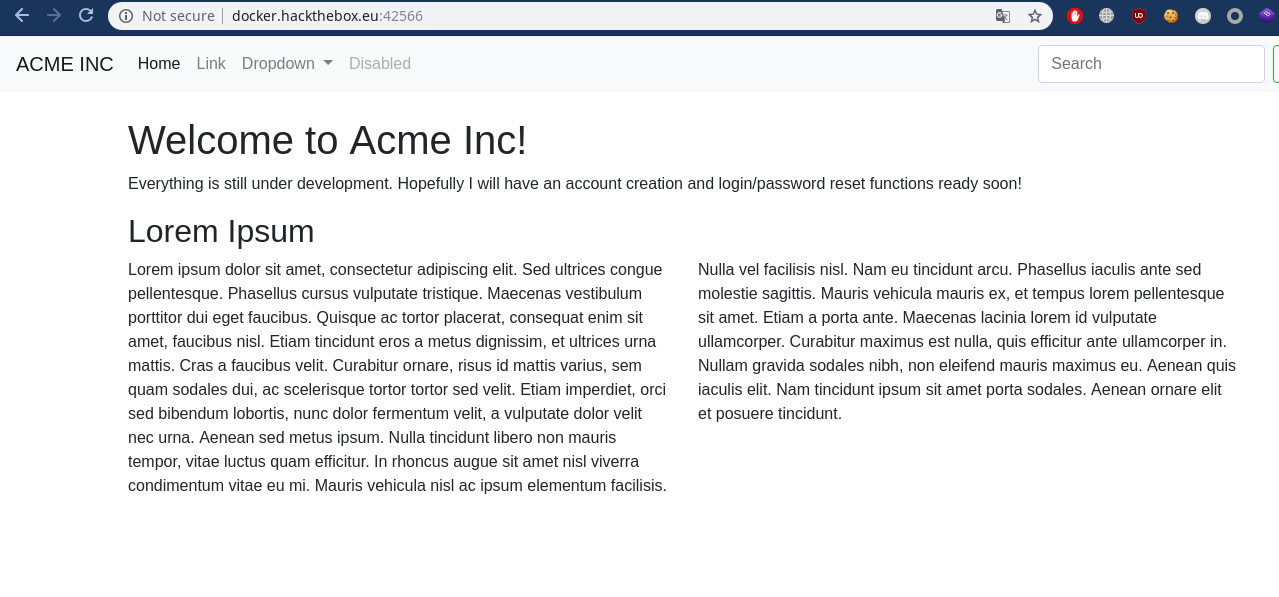 Not secure docker.hackthebox.eu:42566
ACME INC Home Link Dropdown Disabled Search
Welcome to Acme Inc!
Everything is still under development. Hopefully I will have an account creation and login/password reset functions ready soon!
Lorem Ipsum
Lorem ipsum dolor sit amet, consectetur adipiscing elit. Sed ultrices congue
pellentesque. Phasellus cursus vulputate tristique. Maecenas vestibulum
porttitor dui eget faucibus. Quisque ac tortor placerat, consequat enim sit
amet, faucibus nisl. Etiam tincidunt eros a metus dignissim, et ultrices urna
mattis. Cras a faucibus velit. Curabitur ornare, risus id mattis varius, sem
quam sodales dui, ac scelerisque tortor tortor sed velit. Etiam imperdiet, orci
sed bibendum lobortis, nunc dolor fermentum velit, a vulputate dolor velit
nec urna. Aenean sed metus ipsum. Nulla tincidunt libero non mauris
tempor, vitae luctus quam efficitur. In rhoncus augue sit amet nisl viverra
condimentum vitae eu mi. Mauris vehicula nisl ac ipsum elementum facilisis.
Nulla vel facilisis nisl. Nam eu tincidunt arcu. Phasellus iaculis ante sed
molestie sagittis. Mauris vehicula mauris ex, et tempus lorem pellentesque
sit amet. Etiam a porta ante. Maecenas lacinia lorem id vulputate
ullamcorper. Curabitur maximus est nulla, quis efficitur ante ullamcorper in.
Nullam gravida sodales nibh, non eleifend mauris maximus eu. Aenean quis
iaculis elit. Nam tincidunt ipsum sit amet porta sodales. Aenean ornare elit
et posuere tincidunt.